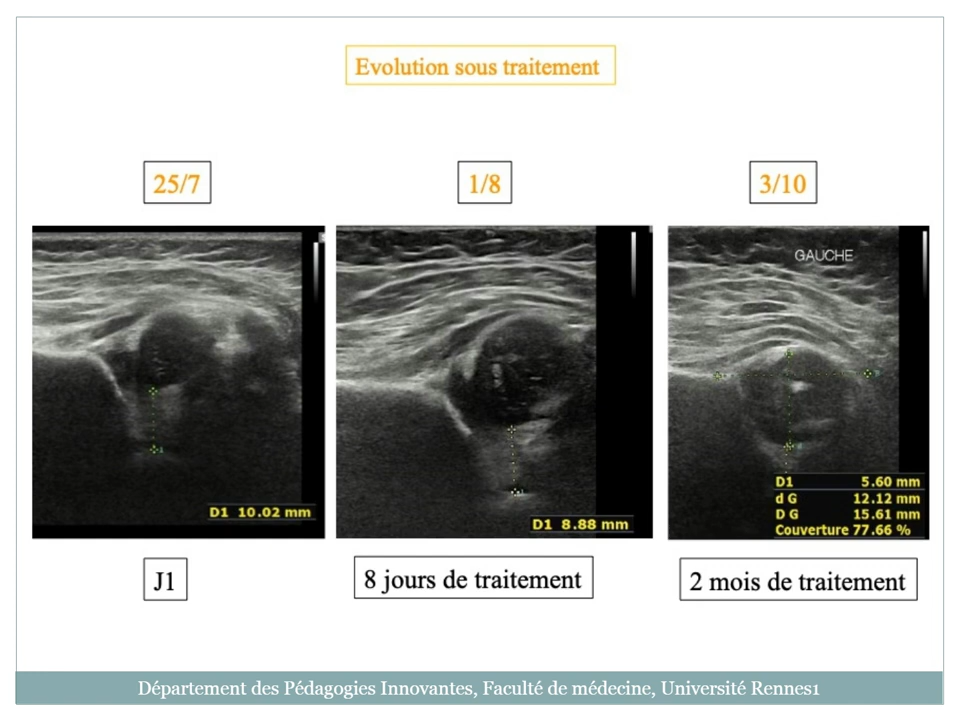 Evolution sous traitement
25/7
1/8
3/10
GAUCHE
D1 10.02 mm
D1 8.88 mm
D1 5.60 mm
d G 12.12 mm
D G 15.61 mm
Couverture 77.66 %
J1
8 jours de traitement
2 mois de traitement
Département des Pédagogies Innovantes, Faculté de médecine, Université Rennes1